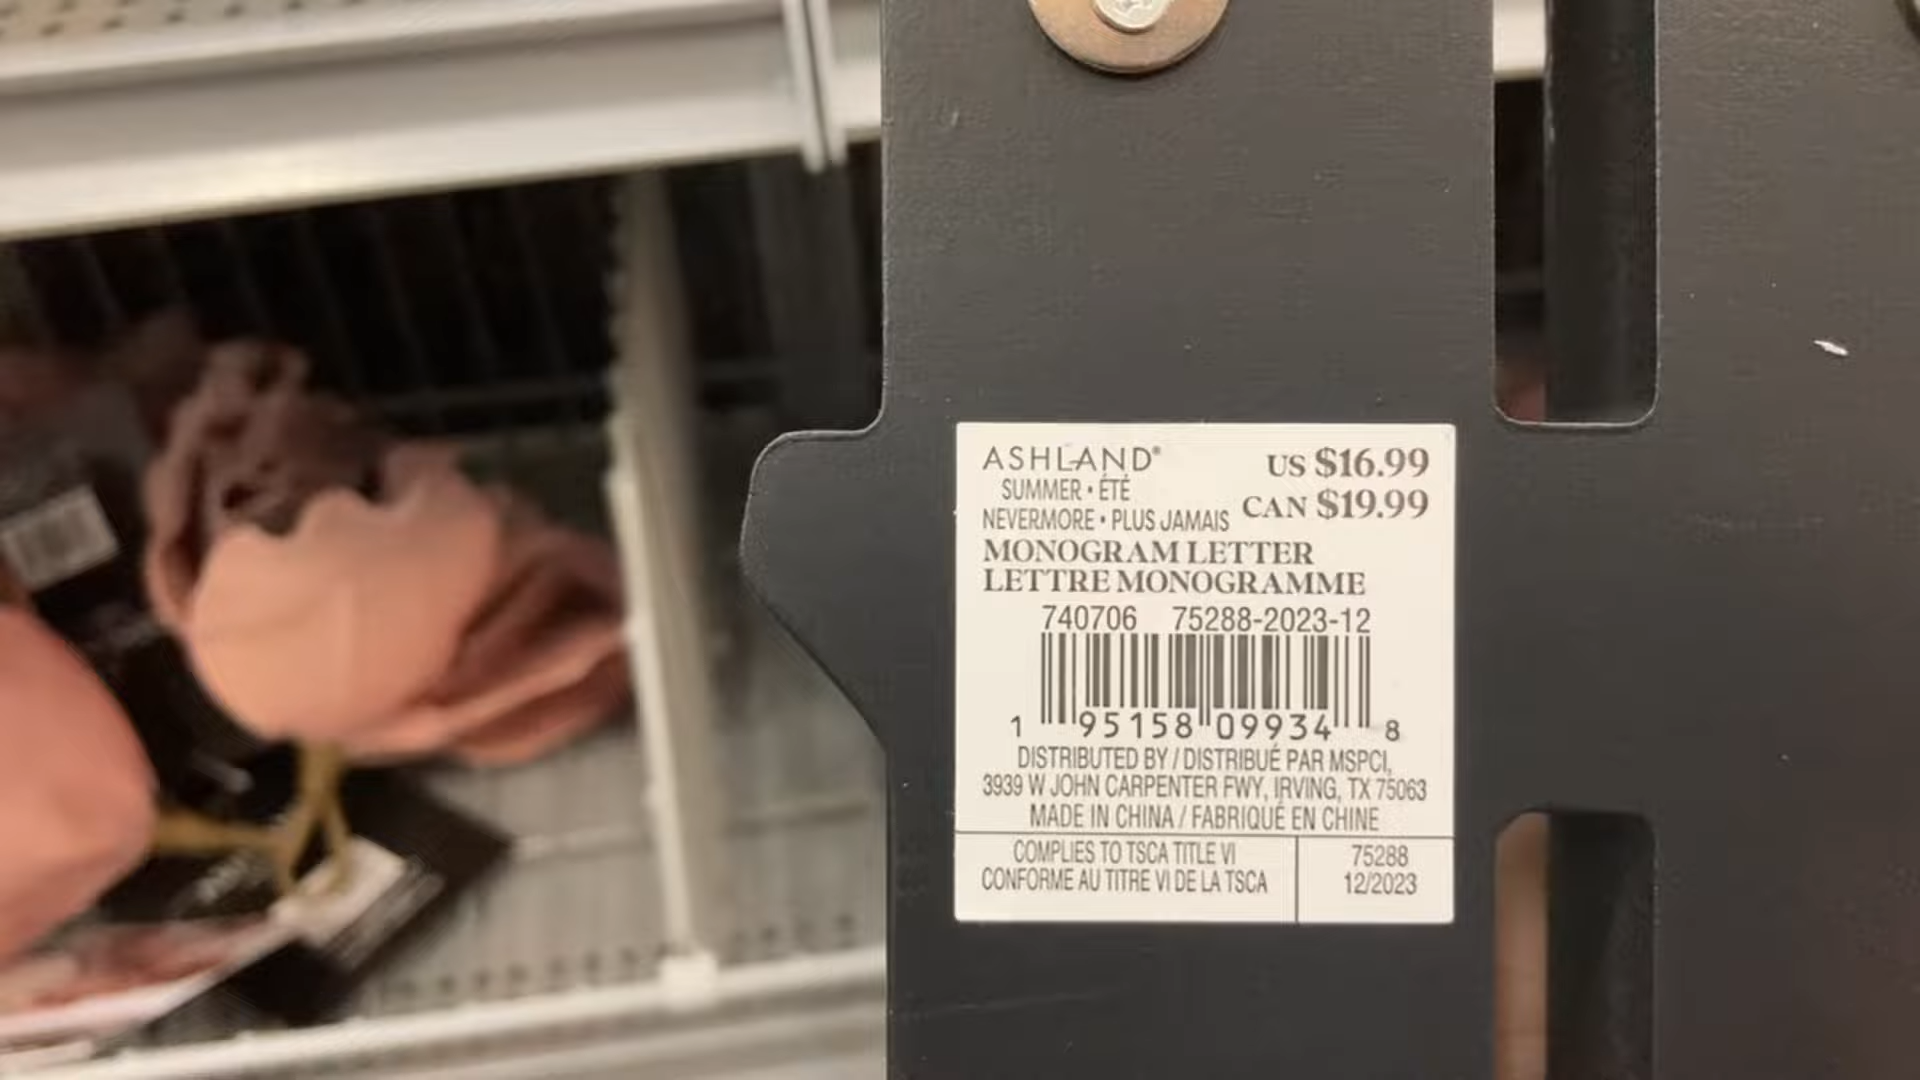 ASHLAND®
US $16.99
SUMMER • ÉTÉ
CAN $19.99
NEVERMORE • PLUS JAMAIS
MONOGRAM LETTER
LETTRE MONOGRAMME
740706 75288-2023-12
1 95158 09934 8
DISTRIBUTED BY / DISTRIBUÉ PAR MSPCI,
3939 W JOHN CARPENTER FWY, IRVING, TX 75063
MADE IN CHINA / FABRIQUÉ EN CHINE
COMPLIES TO TSCA TITLE VI
CONFORME AU TITRE VI DE LA TSCA
75288
12/2023